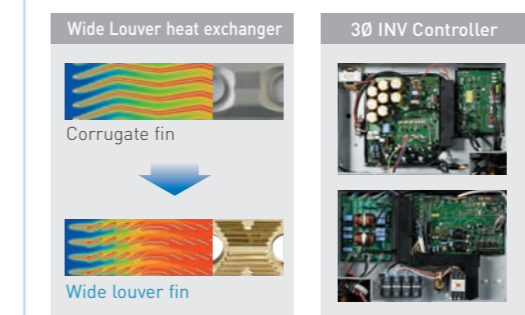 Wide Louver heat exchanger
Corrugate fin
Wide louver fin
3Ø INV Controller